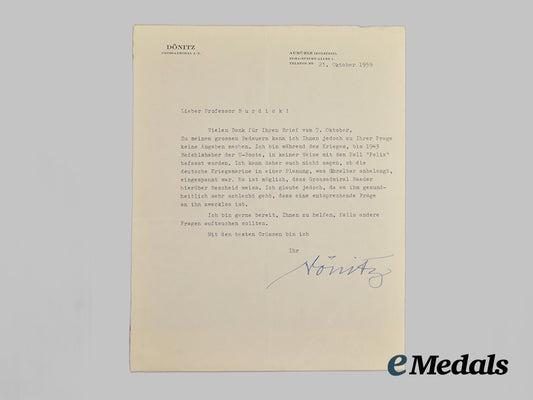 DÖNITZ
GROSSADMIRAL A. D.
AUMÜHLE
TELEFON
21. Oktober 1959
Lieber Professor B u r d i c k !
Vielen Dank für Ihren Brief vom 7. Oktober.
Zu meinem grossen Bedauern kann ich Ihnen jedoch zu Ihrer Frage
keine Angaben machen. Ich bin während des Krieges, bis 1943
Befehlshaber der U-Boote, in keiner Weise mit dem Fall "Felix"
befasst worden. Ich kann daher auch nicht sagen, ob die
deutsche Kriegsmarine in einer Planung, was Gibraltar anbelangt,
eingespannt war. Es ist möglich, dass Grossadmiral Raeder
hierüber Bescheid weiss. Ich glaube jedoch, da es ihm gesund-
heitlich sehr schlecht geht, dass eine entsprechende Frage
an ihn zwecklos ist.
Ich bin gerne bereit, Ihnen zu helfen, falls andere
Fragen auftauchen sollten.
Mit den besten Grüssen bin ich
Ihr
Dönitz
eMedals